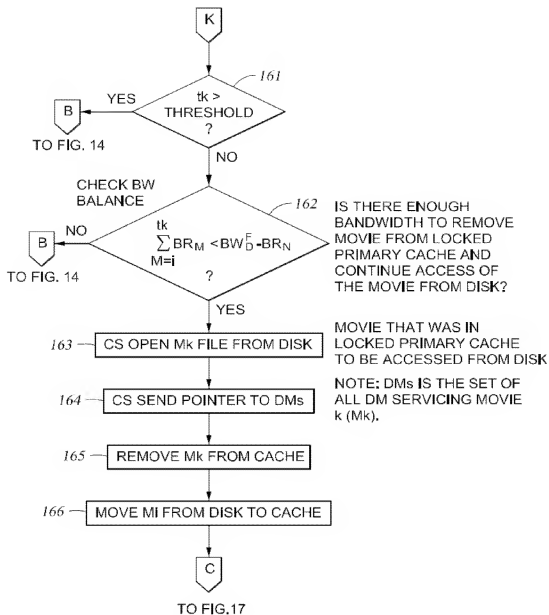 K
161
tk >
THRESHOLD
?
YES
B
TO FIG. 14
NO
CHECK BW
BALANCE
162
tk
∑ BR_M < BW_D^F - BR_N
M=i
?
NO
B
TO FIG. 14
IS THERE ENOUGH
BANDWIDTH TO REMOVE
MOVIE FROM LOCKED
PRIMARY CACHE AND
CONTINUE ACCESS OF
THE MOVIE FROM DISK?
YES
163
CS OPEN Mk FILE FROM DISK
MOVIE THAT WAS IN
LOCKED PRIMARY CACHE
TO BE ACCESSED FROM DISK
164
CS SEND POINTER TO DMs
NOTE; DMs IS THE SET OF
ALL DM SERVICING MOVIE
k (Mk).
165
REMOVE Mk FROM CACHE
166
MOVE MI FROM DISK TO CACHE
C
TO FIG.17